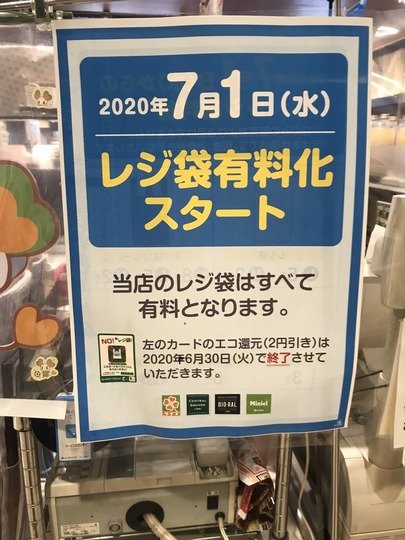 2020年7月1日(水)
レジ袋有料化
スタート
当店のレジ袋はすべて
有料となります。
NO!レジ袋
左のカードのエコ還元(2円引き)は
2020年6月30日(火)で終了させて
いただきます。
CENTRAL SQUARE
BIO-RAL
Miniel